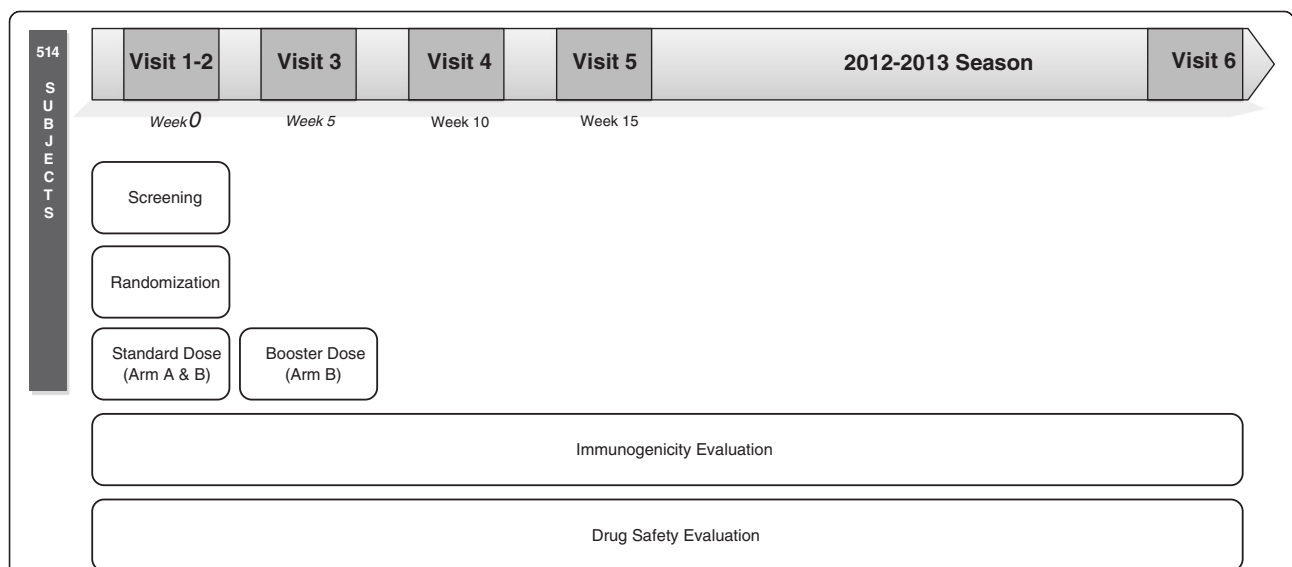 514
SUBJECTS
Visit 1-2
Visit 3
Visit 4
Visit 5
2012-2013 Season
Visit 6
Week 0
Week 5
Week 10
Week 15
Screening
Randomization
Standard Dose
(Arm A & B)
Booster Dose
(Arm B)
Immunogenicity Evaluation
Drug Safety Evaluation